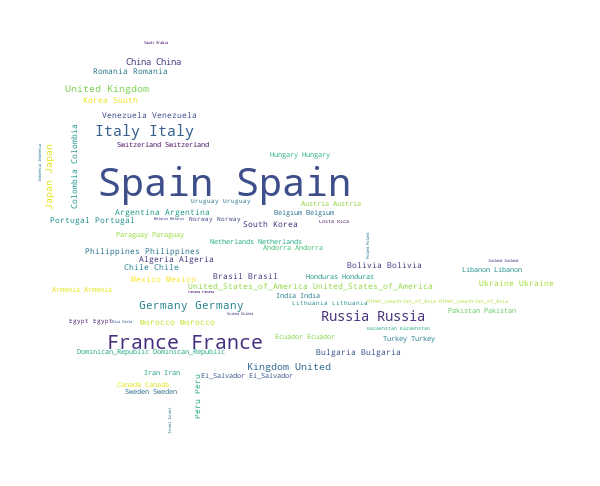 Saudi Arabia
China China
Romania Romania
United Kingdom
Korea South
Venezuela Venezuela
Italy Italy
Switzerland Switzerland
Colombia Colombia
Japan Japan
Indonesia Indonesia
Hungary Hungary
Spain Spain
Uruguay Uruguay
Austria Austria
Argentina Argentina
Belgium Belgium
Portugal Portugal
Belarus Belarus
Norway Norway
Costa Rica
South Korea
Paraguay Paraguay
Netherlands Netherlands
Andorra Andorra
Poland Poland
Philippines Philippines
Algeria Algeria
Ireland Ireland
Chile Chile
Bolivia Bolivia
Libanon Libanon
Mexico Mexico
Brasil Brasil
Honduras Honduras
Ukraine Ukraine
United_States_of_America United_States_of_America
Armenia Armenia
Panama Panama
India India
Lithuania Lithuania
Other_countries_of_Asia Other_countries_of_Asia
Germany Germany
Pakistan Pakistan
Russia Russia
Egypt Egypt
Morocco Morocco
Kazakhstan Kazakhstan
France France
Ecuador Ecuador
Turkey Turkey
Dominican_Republic Dominican_Republic
Bulgaria Bulgaria
Kingdom United
Iran Iran
El_Salvador El_Salvador
Canada Canada
Sweden Sweden
Peru Peru
Israel Israel